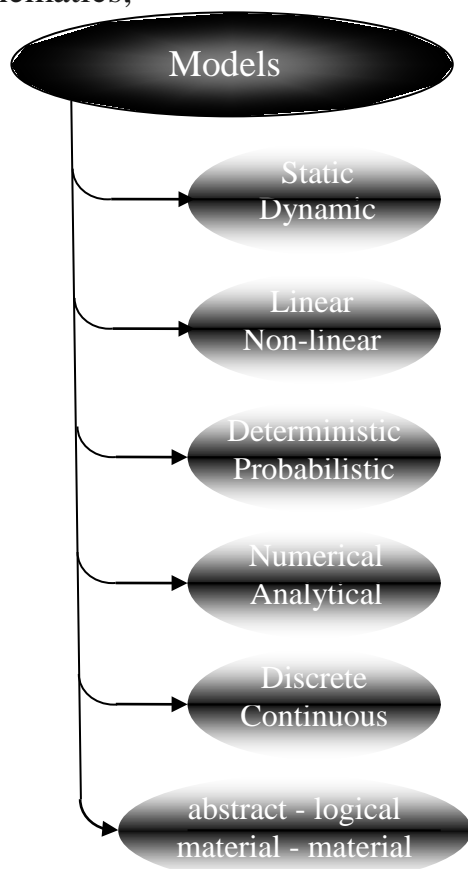 Models
Static
Dynamic
Linear
Non-linear
Deterministic
Probabilistic
Numerical
Analytical
Discrete
Continuous
abstract - logical
material - material